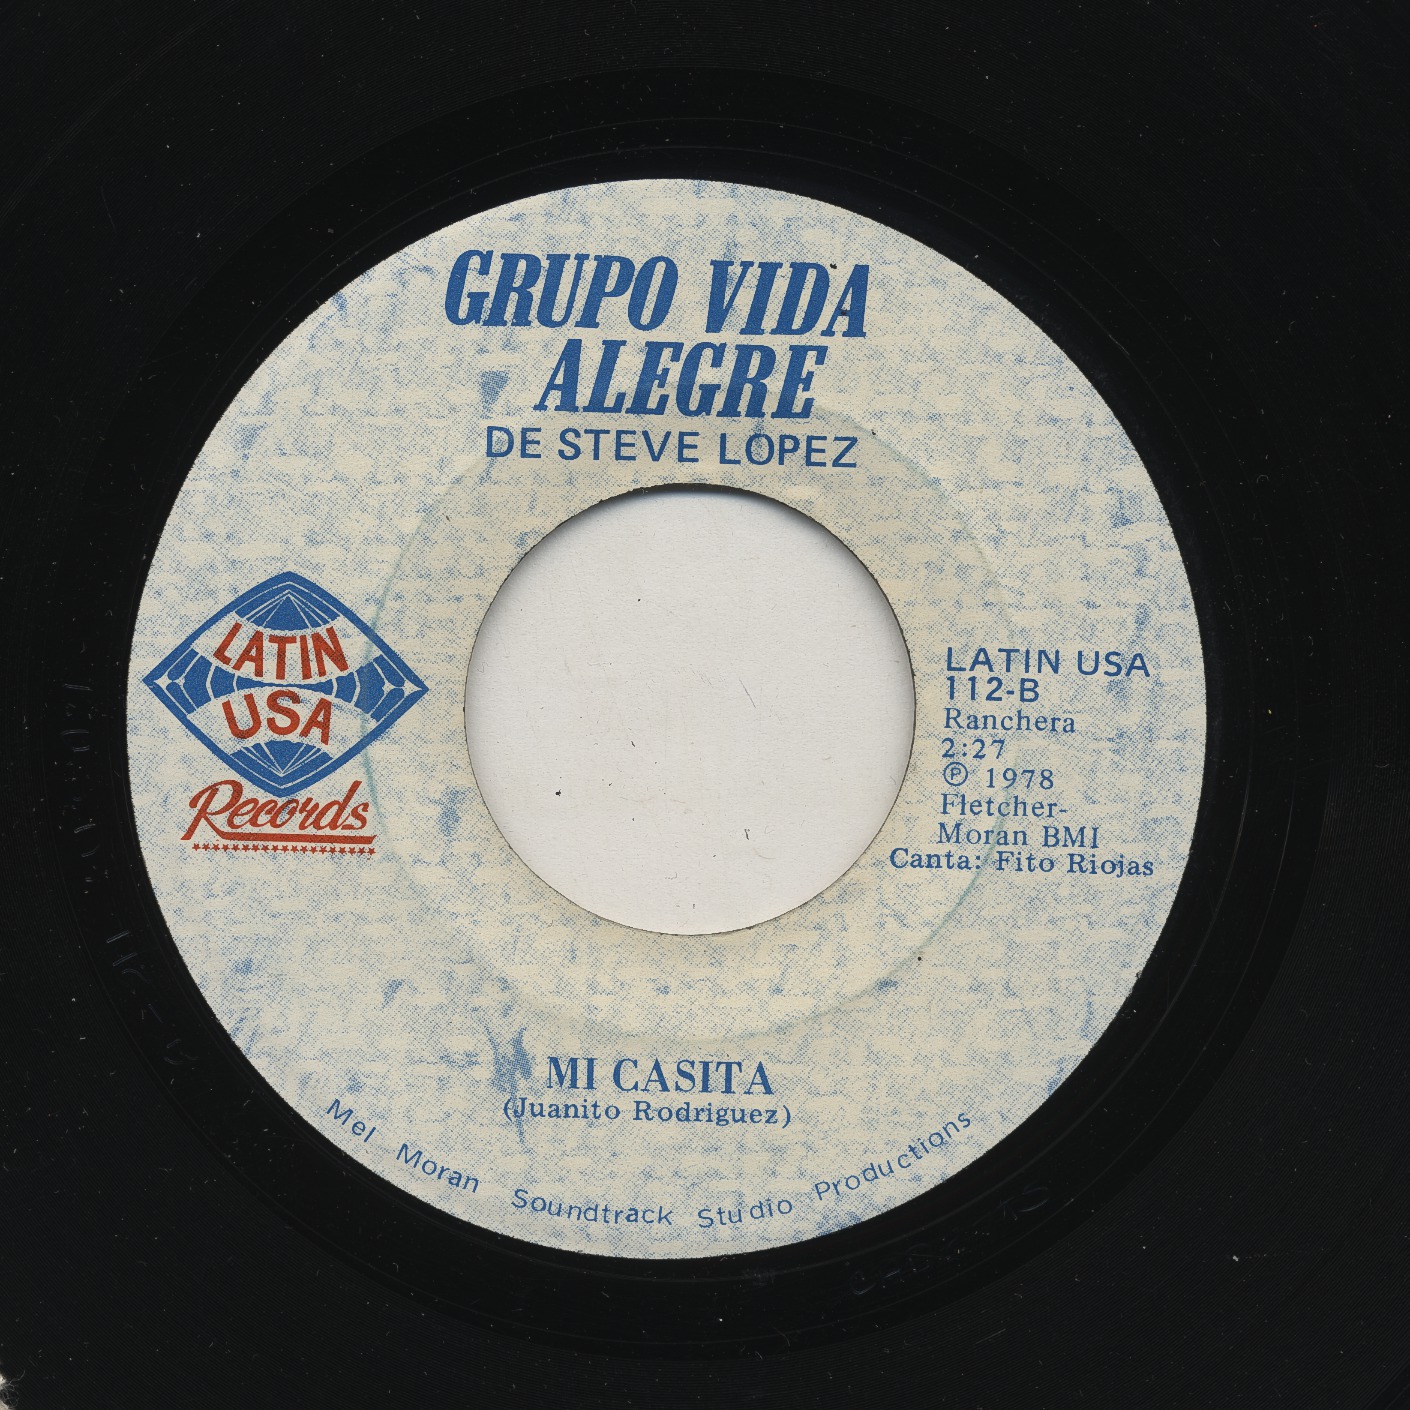 GRUPO VIDA
ALEGRE
DE STEVE LOPEZ
LATIN
USA
Records
LATIN USA
112-B
Ranchera
2:27
℗ 1978
Fletcher-
Moran BMI
Canta: Fito Riojas
MI CASITA
(Juanito Rodriguez)
Mel Moran Soundtrack Studio Productions